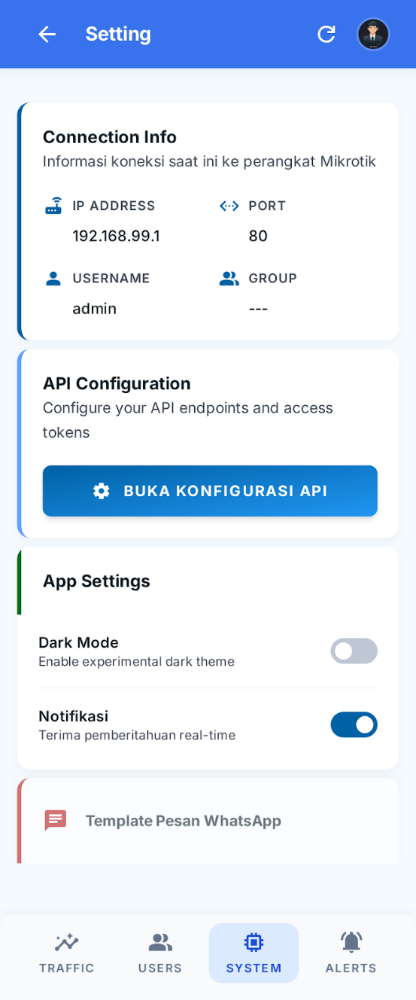 Setting
Connection Info
Informasi koneksi saat ini ke perangkat Mikrotik
IP ADDRESS
192.168.99.1
PORT
80
USERNAME
admin
GROUP
---
API Configuration
Configure your API endpoints and access
tokens
BUKA KONFIGURASI API
App Settings
Dark Mode
Enable experimental dark theme
Notifikasi
Terima pemberitahuan real-time
Template Pesan WhatsApp
TRAFFIC
USERS
SYSTEM
ALERTS